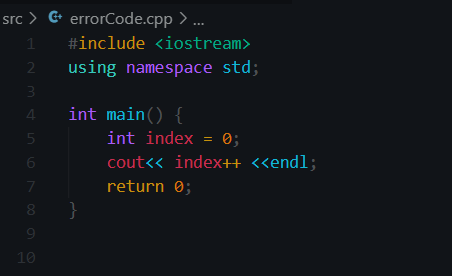 src > errorCode.cpp > ...
1 #include <iostream>
2 using namespace std;
3
4 int main() {
5     int index = 0;
6     cout<< index++ <<endl;
7     return 0;
8 }
9
10